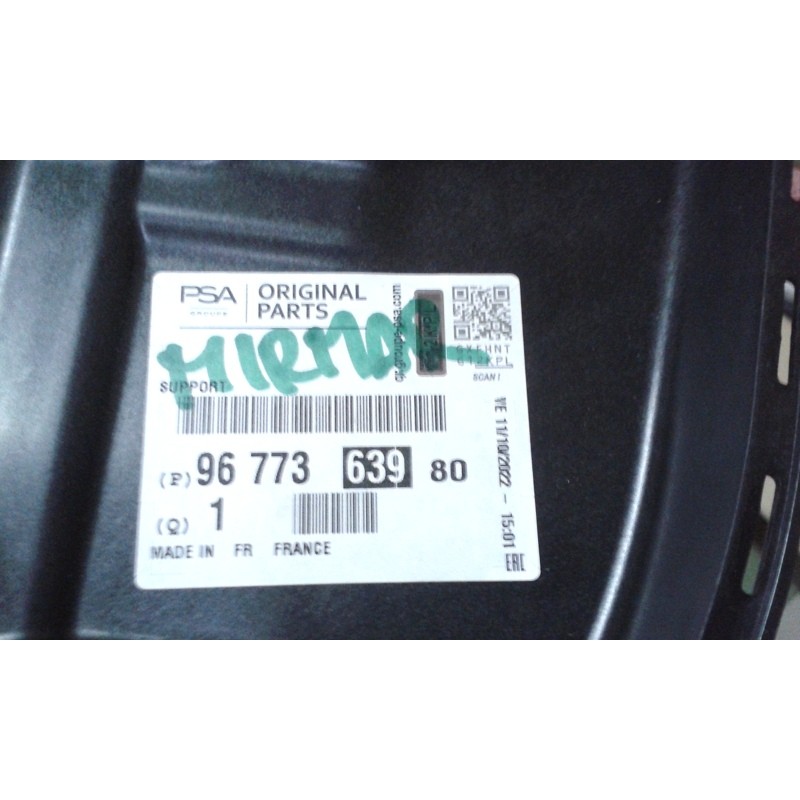 PSA
GROUPE
ORIGINAL
PARTS
SUPPORT
(P) 96 773 639 80
(Q) 1
MADE IN FR FRANCE
SCAN !
VE 11/10/2022 - 15:01
EAC